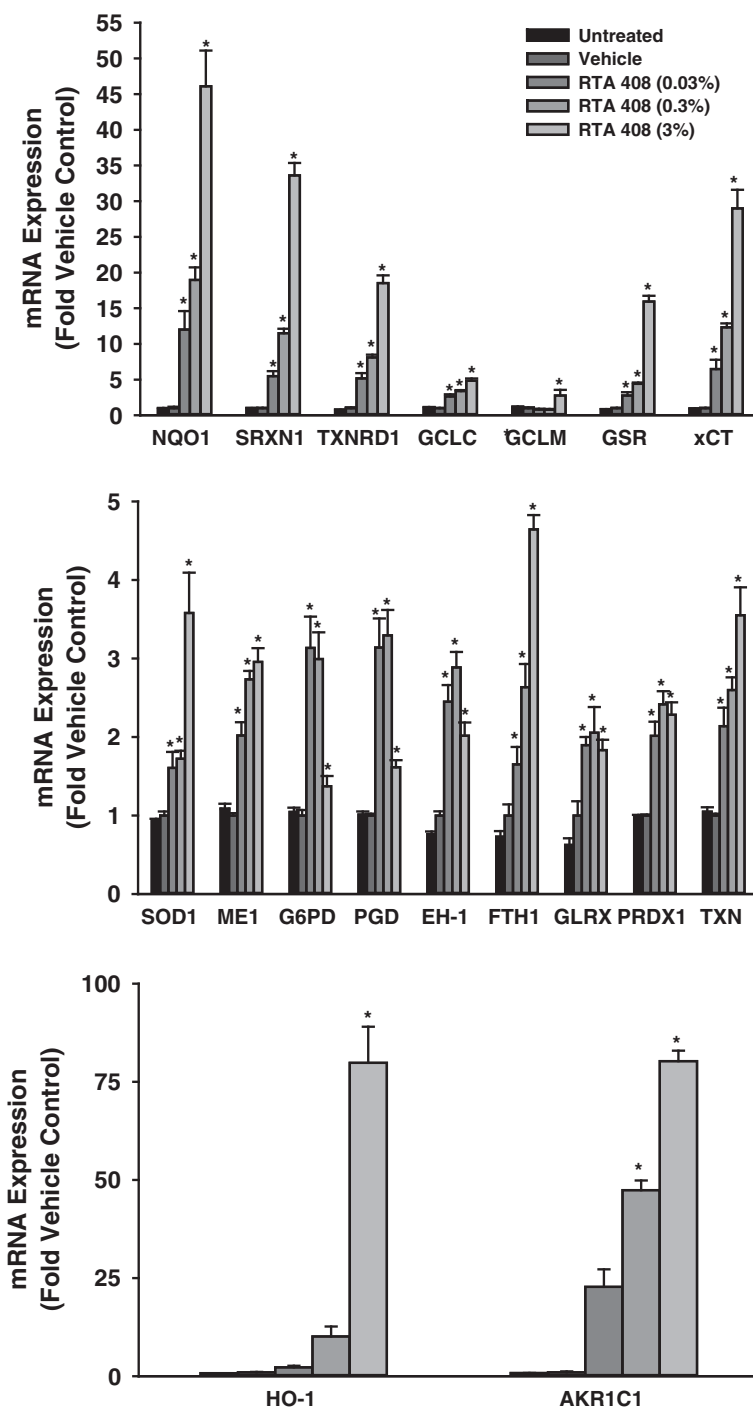 mRNA Expression
(Fold Vehicle Control)
55
50
45
40
35
30
25
20
15
10
5
0
Untreated
Vehicle
RTA 408 (0.03%)
RTA 408 (0.3%)
RTA 408 (3%)
* * * * * * * * * * * * * * * * * * *
NQO1 SRXN1 TXNRD1 GCLC *GCLM GSR xCT
mRNA Expression
(Fold Vehicle Control)
5
4
3
2
1
0
* * * * * * * * * * * * * * * * * * * * * * * * * * *
SOD1 ME1 G6PD PGD EH-1 FTH1 GLRX PRDX1 TXN
mRNA Expression
(Fold Vehicle Control)
100
75
50
25
0
* * *
HO-1 AKR1C1